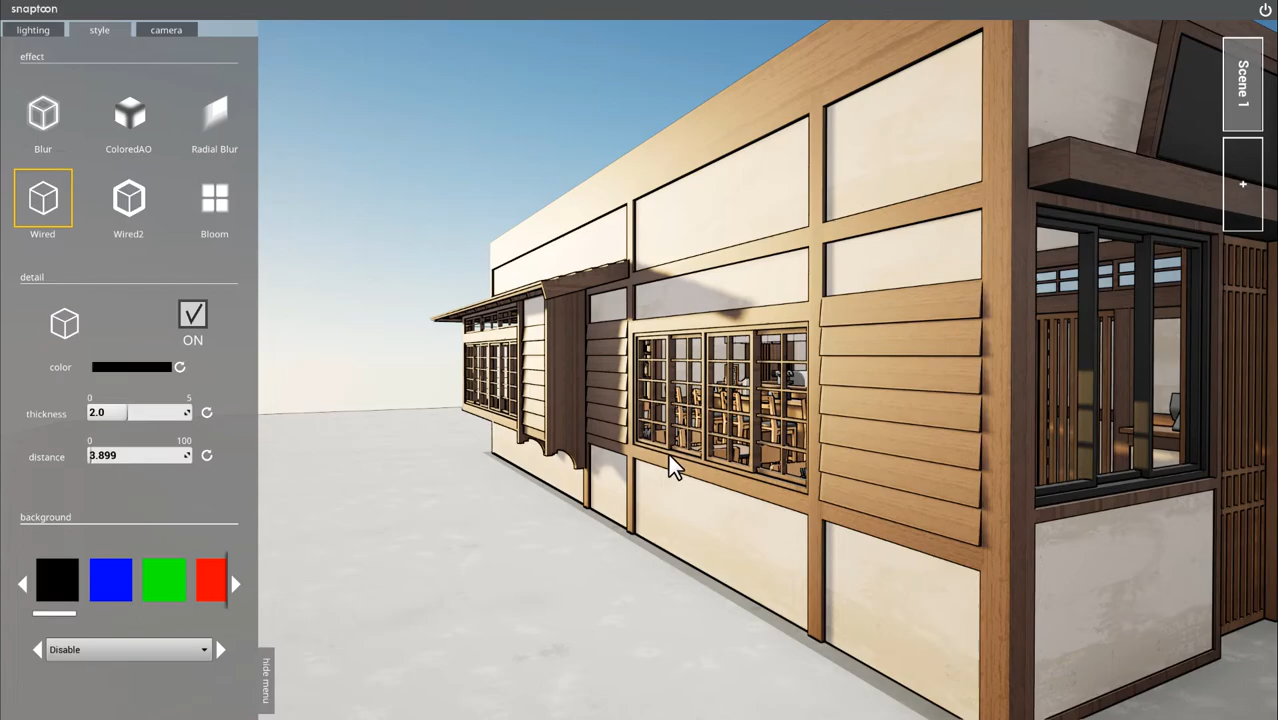 snaptoon
lighting
style
camera
effect
Blur
ColoredAO
Radial Blur
Wired
Wired2
Bloom
detail
ON
color
0
5
thickness
2.0
0
100
distance
3.899
background
Disable
hide menu
Scene 1
+